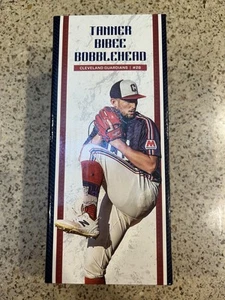 TANNER
BIBEE
BOBBLEHEAD
CLEVELAND GUARDIANS | #28